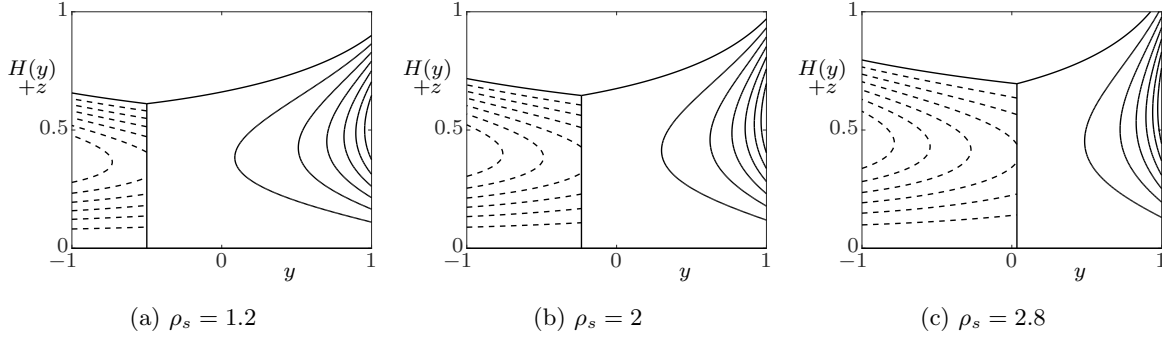 1 1 1
H(y) H(y) H(y)
+z +z +z
0.5 0.5 0.5
0 0 0
−1 0 1 −1 0 1 −1 0 1
y y y
(a) ρ_s = 1.2 (b) ρ_s = 2 (c) ρ_s = 2.8